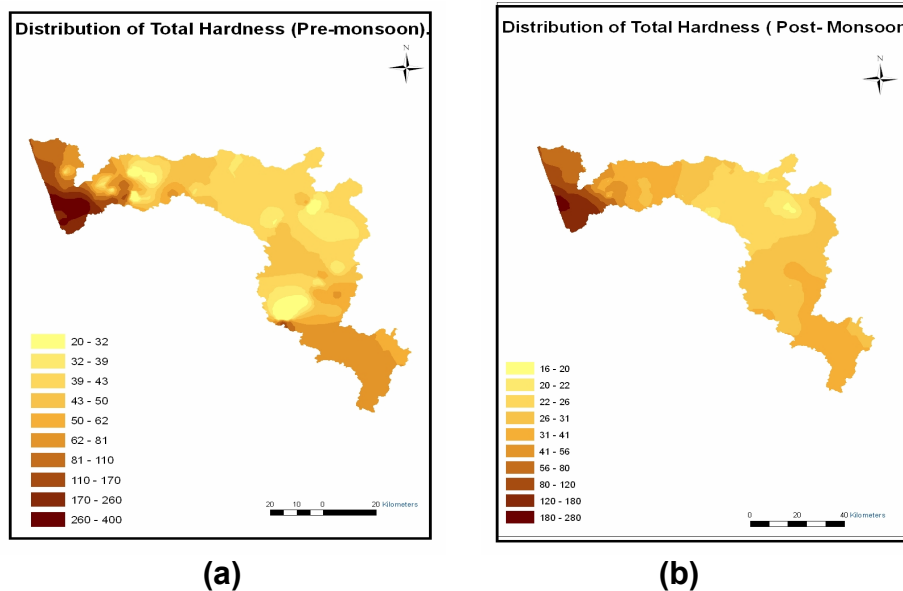 Distribution of Total Hardness (Pre-monsoon).
N
20 - 32
32 - 39
39 - 43
43 - 50
50 - 62
62 - 81
81 - 110
110 - 170
170 - 260
260 - 400
20 10 0 20 Kilometers
(a)
Distribution of Total Hardness ( Post- Monsoon
N
16 - 20
20 - 22
22 - 26
26 - 31
31 - 41
41 - 56
56 - 80
80 - 120
120 - 180
180 - 280
0 20 40 Kilometers
(b)